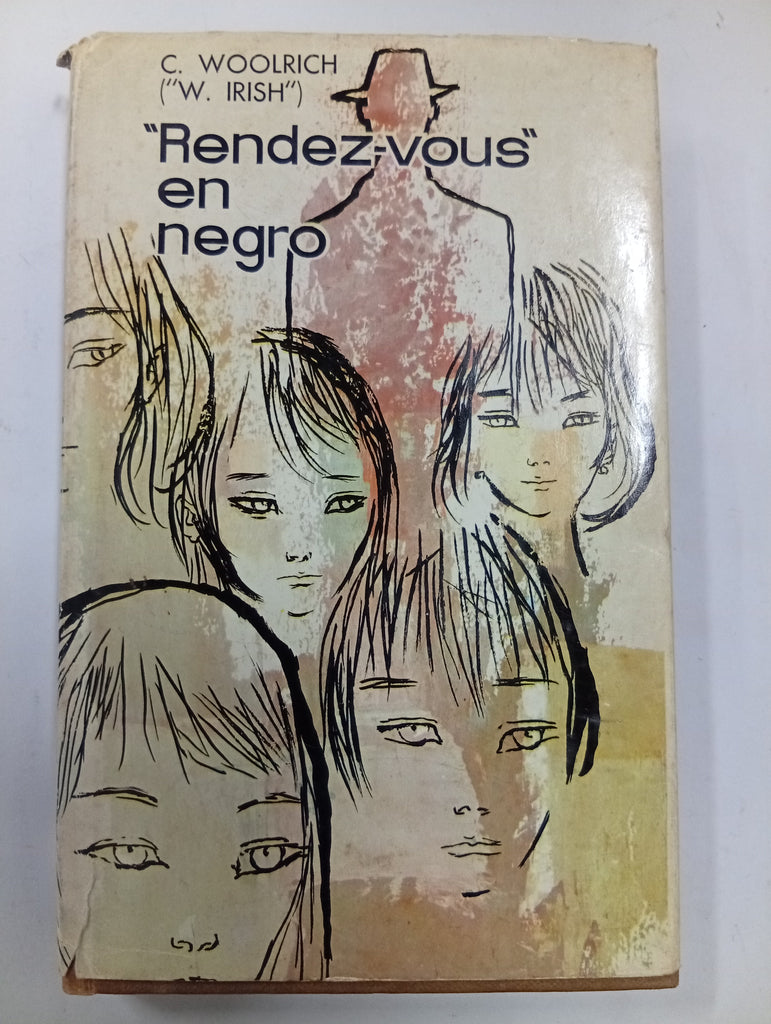 C. WOOLRICH
("W. IRISH")
"Rendez-vous"
en
negro